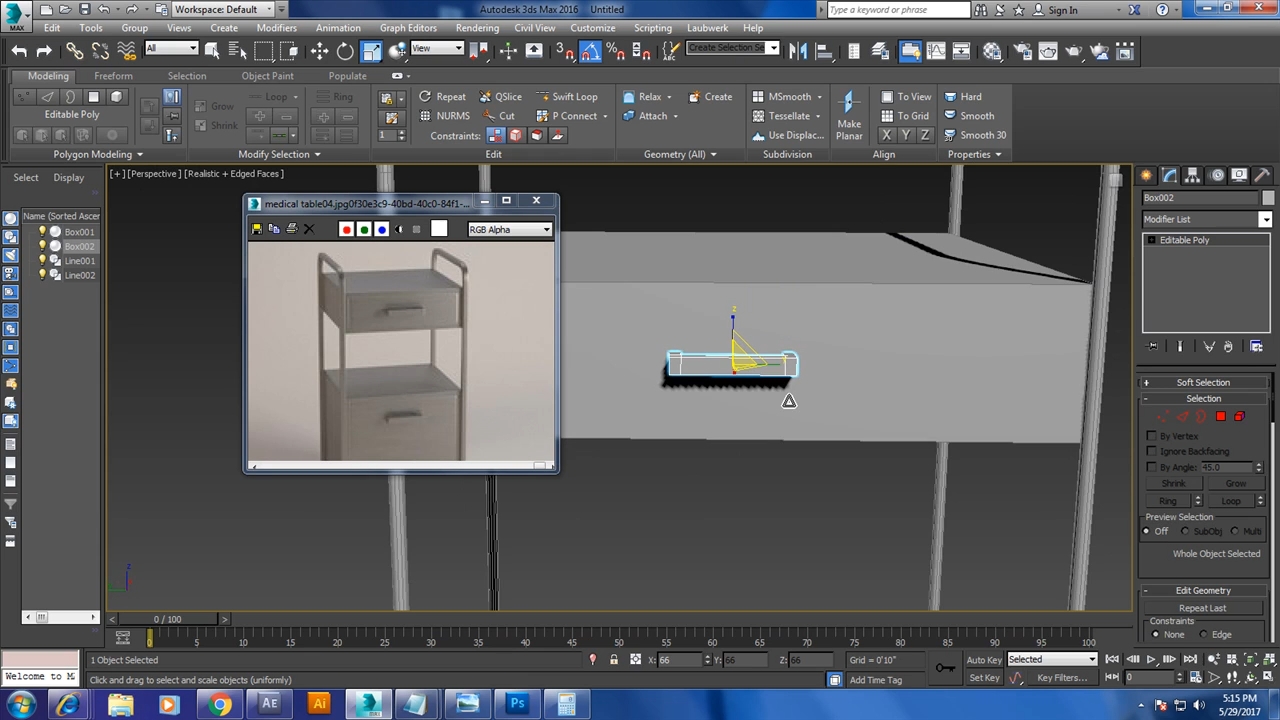 MAX
Workspace: Default
Autodesk 3ds Max 2016    Untitled
Type a keyword or phrase
Sign In
Edit Tools Group Views Create Modifiers Animation Graph Editors Rendering Civil View Customize Scripting Laubwerk Help
All
View
Create Selection Se
Modeling Freeform Selection Object Paint Populate
Grow Loop Ring
Repeat QSlice Swift Loop
Relax Create
MSmooth
To View
Hard
Editable Poly
Shrink
NURMS Cut P Connect
Attach
Tessellate
Make Planar
To Grid
Smooth
1
Constraints:
Use Displac...
X Y Z
Smooth 30
Polygon Modeling Modify Selection Edit Geometry (All) Subdivision Align Properties
Select Display
[+] [Perspective] [Realistic + Edged Faces]
Name (Sorted Ascen
Box001
Box002
Line001
Line002
medical table04.jpg0f30e3c9-40bd-40c0-84f1-...
RGB Alpha
z
z
Box002
Modifier List
Editable Poly
Soft Selection
Selection
By Vertex
Ignore Backfacing
By Angle: 45.0
Shrink Grow
Ring Loop
Preview Selection
Off SubObj Multi
Whole Object Selected
Edit Geometry
Repeat Last
Constraints
None Edge
0 / 100
0 5 10 15 20 25 30 35 40 45 50 55 60 65 70 75 80 85 90 95 100
1 Object Selected
X: 66 Y: 66 Z: 66
Grid = 0'10"
Auto Key Selected
Welcome to M
Click and drag to select and scale objects (uniformly)
Add Time Tag
Set Key Key Filters...
0
Ae
Ai
Ps
5:15 PM
5/29/2017